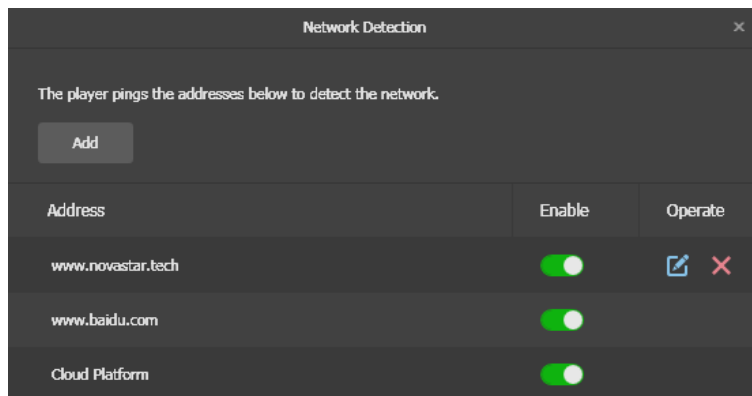 Network Detection
The player pings the addresses below to detect the network.
Add
Address Enable Operate
www.novastar.tech
www.baidu.com
Cloud Platform